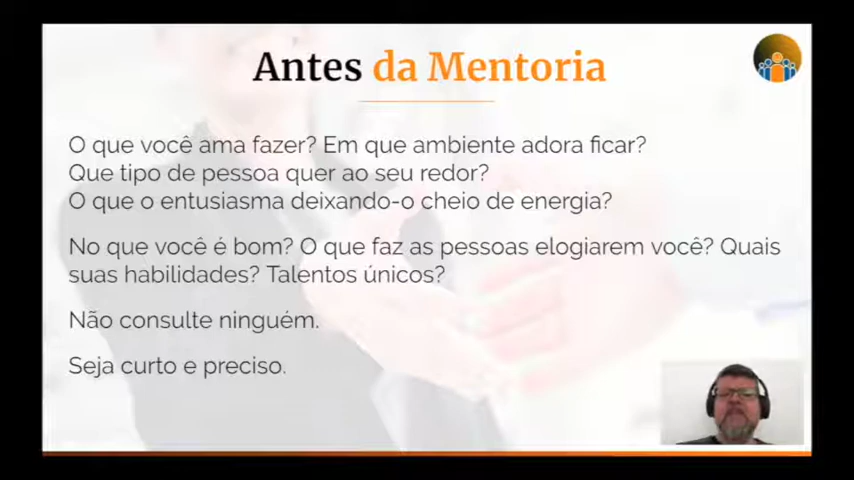 Antes da Mentoria
O que você ama fazer? Em que ambiente adora ficar?
Que tipo de pessoa quer ao seu redor?
O que o entusiasma deixando-o cheio de energia?
No que você é bom? O que faz as pessoas elogiarem você? Quais
suas habilidades? Talentos únicos?
Não consulte ninguém.
Seja curto e preciso.